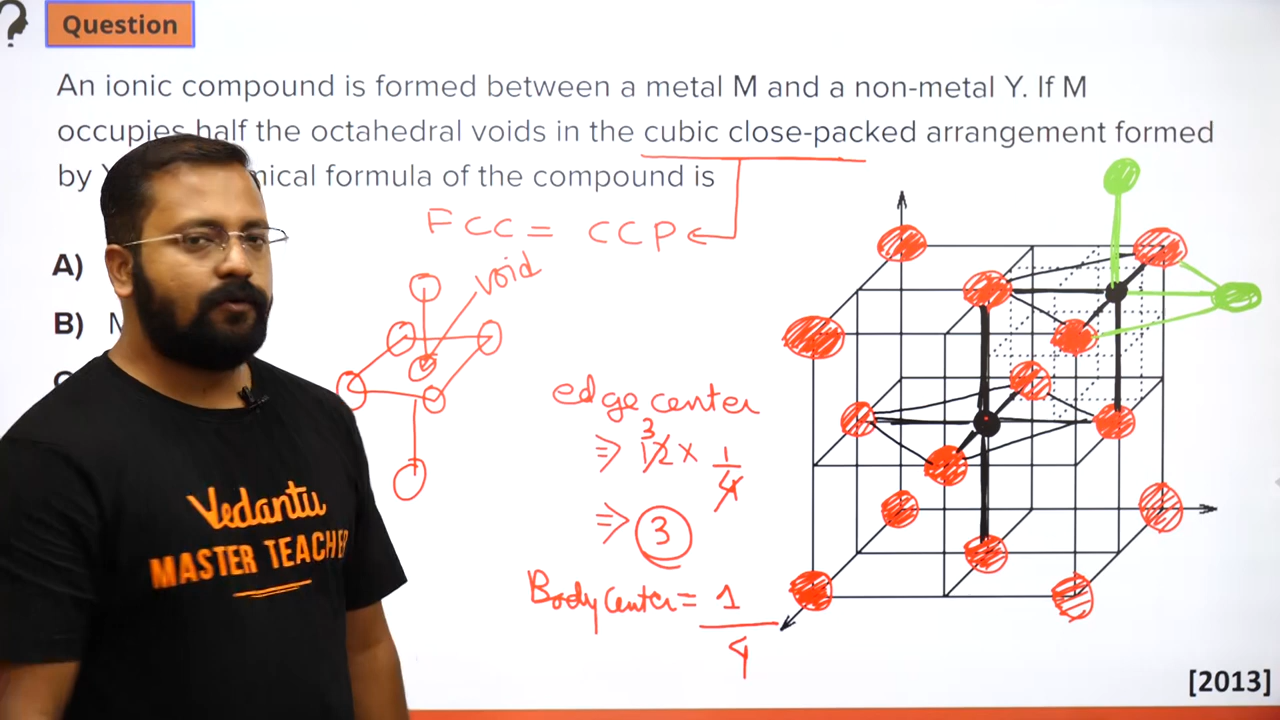 ?
Question
An ionic compound is formed between a metal M and a non-metal Y. If M
occupies half the octahedral voids in the cubic close-packed arrangement formed
by Y mical formula of the compound is
FCC = CCP
void
A)
B) M
edge center
⇒ 12 × 1/4
3
⇒ 3
Body center = 1
4
Vedantu
MASTER TEACHER
[2013]